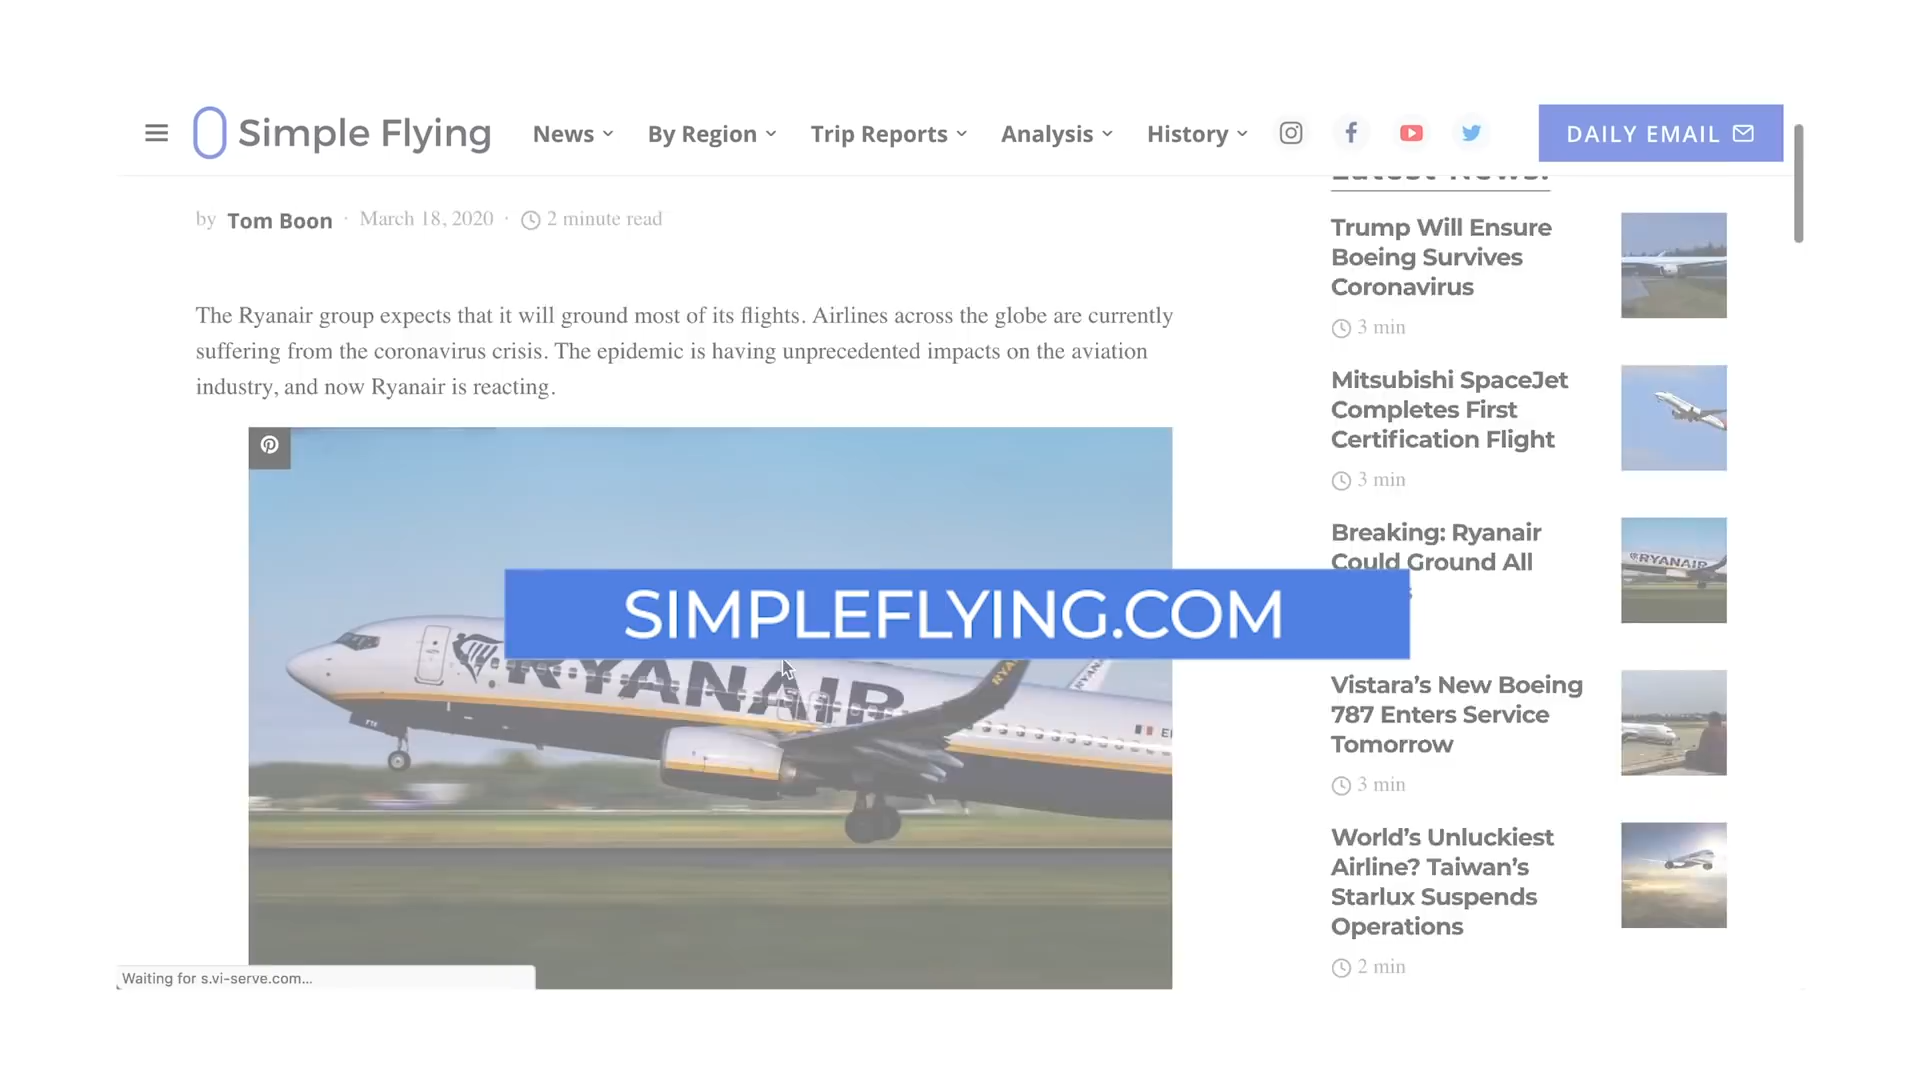 Simple Flying
News
By Region
Trip Reports
Analysis
History
DAILY EMAIL
by Tom Boon · March 18, 2020 · 2 minute read
The Ryanair group expects that it will ground most of its flights. Airlines across the globe are currently
suffering from the coronavirus crisis. The epidemic is having unprecedented impacts on the aviation
industry, and now Ryanair is reacting.
SIMPLEFLYING.COM
RYANAIR
Waiting for s.vi-serve.com...
Latest News:
Trump Will Ensure
Boeing Survives
Coronavirus
3 min
Mitsubishi SpaceJet
Completes First
Certification Flight
3 min
Breaking: Ryanair
Could Ground All
RYANAIR
Vistara’s New Boeing
787 Enters Service
Tomorrow
3 min
World’s Unluckiest
Airline? Taiwan’s
Starlux Suspends
Operations
2 min